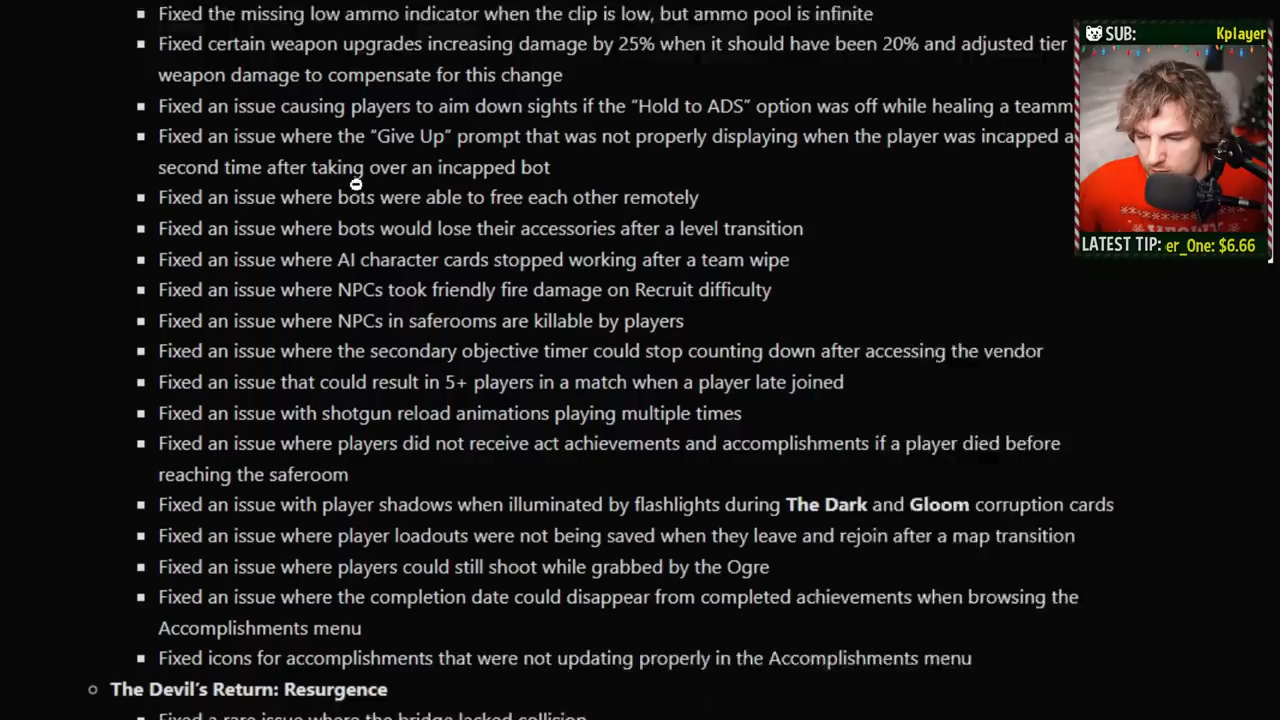 Fixed the missing low ammo indicator when the clip is low, but ammo pool is infinite
Fixed certain weapon upgrades increasing damage by 25% when it should have been 20% and adjusted tier
weapon damage to compensate for this change
Fixed an issue causing players to aim down sights if the “Hold to ADS” option was off while healing a teamm
Fixed an issue where the “Give Up” prompt that was not properly displaying when the player was incapped a
second time after taking over an incapped bot
Fixed an issue where bots were able to free each other remotely
Fixed an issue where bots would lose their accessories after a level transition
Fixed an issue where AI character cards stopped working after a team wipe
Fixed an issue where NPCs took friendly fire damage on Recruit difficulty
Fixed an issue where NPCs in saferooms are killable by players
Fixed an issue where the secondary objective timer could stop counting down after accessing the vendor
Fixed an issue that could result in 5+ players in a match when a player late joined
Fixed an issue with shotgun reload animations playing multiple times
Fixed an issue where players did not receive act achievements and accomplishments if a player died before
reaching the saferoom
Fixed an issue with player shadows when illuminated by flashlights during The Dark and Gloom corruption cards
Fixed an issue where player loadouts were not being saved when they leave and rejoin after a map transition
Fixed an issue where players could still shoot while grabbed by the Ogre
Fixed an issue where the completion date could disappear from completed achievements when browsing the
Accomplishments menu
Fixed icons for accomplishments that were not updating properly in the Accomplishments menu
The Devil’s Return: Resurgence
Fixed a rare issue where the bridge lacked collision
SUB: Kplayer
LATEST TIP: er_One: $6.66